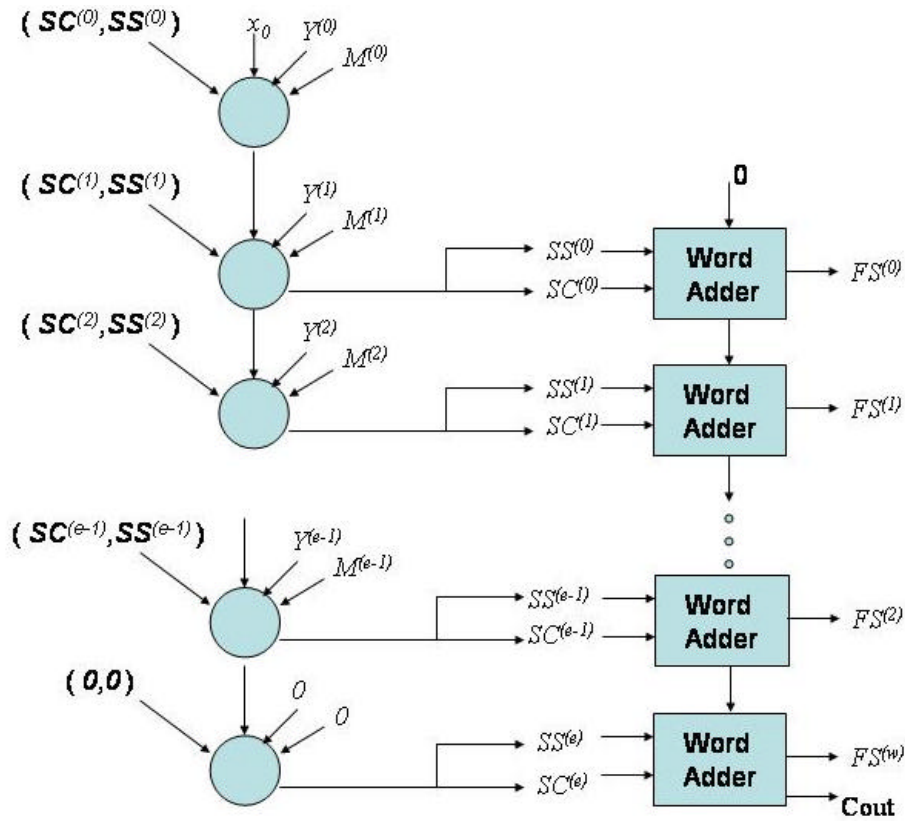 ( SC(0),SS(0) )
x0
Y(0)
M(0)
( SC(1),SS(1) )
Y(1)
M(1)
0
SS(0)
SC(0)
Word Adder
FS(0)
( SC(2),SS(2) )
Y(2)
M(2)
SS(1)
SC(1)
Word Adder
FS(1)
( SC(e-1),SS(e-1) )
Y(e-1)
M(e-1)
SS(e-1)
SC(e-1)
Word Adder
FS(2)
( 0,0 )
0
0
SS(e)
SC(e)
Word Adder
FS(w)
Cout